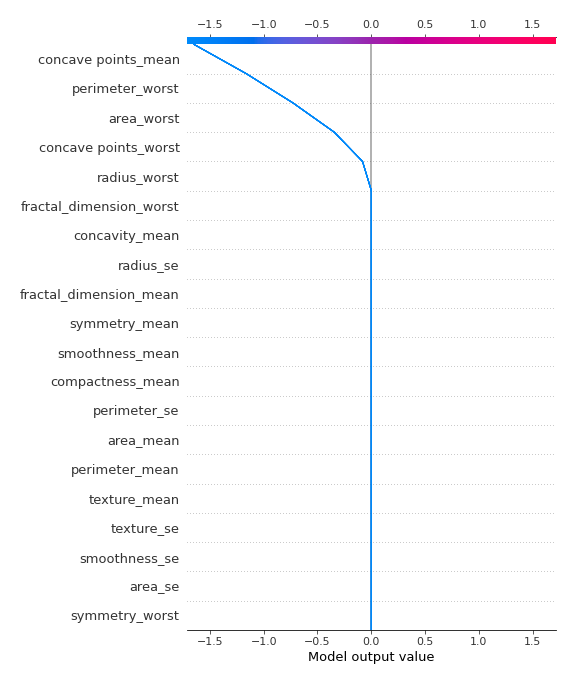 −1.5 −1.0 −0.5 0.0 0.5 1.0 1.5
concave points_mean
perimeter_worst
area_worst
concave points_worst
radius_worst
fractal_dimension_worst
concavity_mean
radius_se
fractal_dimension_mean
symmetry_mean
smoothness_mean
compactness_mean
perimeter_se
area_mean
perimeter_mean
texture_mean
texture_se
smoothness_se
area_se
symmetry_worst
−1.5 −1.0 −0.5 0.0 0.5 1.0 1.5
Model output value